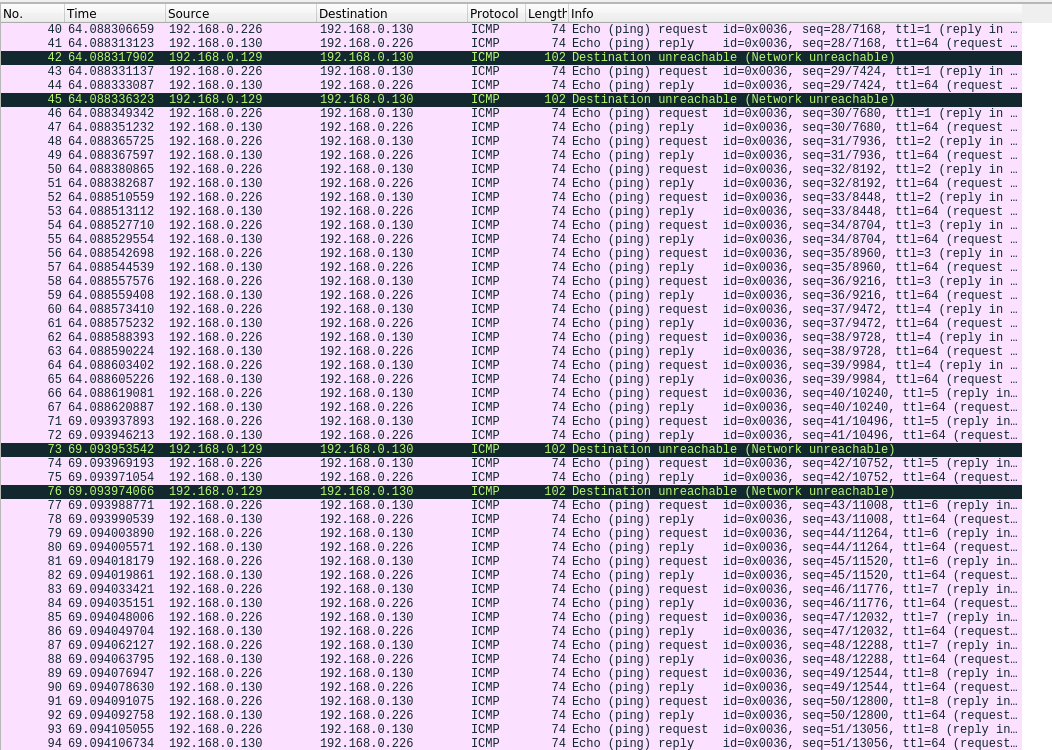 No. Time Source Destination Protocol Length Info
40 64.088306659 192.168.0.226 192.168.0.130 ICMP 74 Echo (ping) request id=0x0036, seq=28/7168, ttl=1 (reply in …
41 64.088313123 192.168.0.130 192.168.0.226 ICMP 74 Echo (ping) reply id=0x0036, seq=28/7168, ttl=64 (request …
42 64.088317902 192.168.0.129 192.168.0.130 ICMP 102 Destination unreachable (Network unreachable)
43 64.088331137 192.168.0.226 192.168.0.130 ICMP 74 Echo (ping) request id=0x0036, seq=29/7424, ttl=1 (reply in …
44 64.088333087 192.168.0.130 192.168.0.226 ICMP 74 Echo (ping) reply id=0x0036, seq=29/7424, ttl=64 (request …
45 64.088336323 192.168.0.129 192.168.0.130 ICMP 102 Destination unreachable (Network unreachable)
46 64.088349342 192.168.0.226 192.168.0.130 ICMP 74 Echo (ping) request id=0x0036, seq=30/7680, ttl=1 (reply in …
47 64.088351232 192.168.0.130 192.168.0.226 ICMP 74 Echo (ping) reply id=0x0036, seq=30/7680, ttl=64 (request …
48 64.088365725 192.168.0.226 192.168.0.130 ICMP 74 Echo (ping) request id=0x0036, seq=31/7936, ttl=2 (reply in …
49 64.088367597 192.168.0.130 192.168.0.226 ICMP 74 Echo (ping) reply id=0x0036, seq=31/7936, ttl=64 (request …
50 64.088380865 192.168.0.226 192.168.0.130 ICMP 74 Echo (ping) request id=0x0036, seq=32/8192, ttl=2 (reply in …
51 64.088382687 192.168.0.130 192.168.0.226 ICMP 74 Echo (ping) reply id=0x0036, seq=32/8192, ttl=64 (request …
52 64.088510559 192.168.0.226 192.168.0.130 ICMP 74 Echo (ping) request id=0x0036, seq=33/8448, ttl=2 (reply in …
53 64.088513112 192.168.0.130 192.168.0.226 ICMP 74 Echo (ping) reply id=0x0036, seq=33/8448, ttl=64 (request …
54 64.088527710 192.168.0.226 192.168.0.130 ICMP 74 Echo (ping) request id=0x0036, seq=34/8704, ttl=3 (reply in …
55 64.088529554 192.168.0.130 192.168.0.226 ICMP 74 Echo (ping) reply id=0x0036, seq=34/8704, ttl=64 (request …
56 64.088542698 192.168.0.226 192.168.0.130 ICMP 74 Echo (ping) request id=0x0036, seq=35/8960, ttl=3 (reply in …
57 64.088544539 192.168.0.130 192.168.0.226 ICMP 74 Echo (ping) reply id=0x0036, seq=35/8960, ttl=64 (request …
58 64.088557576 192.168.0.226 192.168.0.130 ICMP 74 Echo (ping) request id=0x0036, seq=36/9216, ttl=3 (reply in …
59 64.088559408 192.168.0.130 192.168.0.226 ICMP 74 Echo (ping) reply id=0x0036, seq=36/9216, ttl=64 (request …
60 64.088573410 192.168.0.226 192.168.0.130 ICMP 74 Echo (ping) request id=0x0036, seq=37/9472, ttl=4 (reply in …
61 64.088575232 192.168.0.130 192.168.0.226 ICMP 74 Echo (ping) reply id=0x0036, seq=37/9472, ttl=64 (request …
62 64.088588393 192.168.0.226 192.168.0.130 ICMP 74 Echo (ping) request id=0x0036, seq=38/9728, ttl=4 (reply in …
63 64.088590224 192.168.0.130 192.168.0.226 ICMP 74 Echo (ping) reply id=0x0036, seq=38/9728, ttl=64 (request …
64 64.088603402 192.168.0.226 192.168.0.130 ICMP 74 Echo (ping) request id=0x0036, seq=39/9984, ttl=4 (reply in …
65 64.088605226 192.168.0.130 192.168.0.226 ICMP 74 Echo (ping) reply id=0x0036, seq=39/9984, ttl=64 (request …
66 64.088619081 192.168.0.226 192.168.0.130 ICMP 74 Echo (ping) request id=0x0036, seq=40/10240, ttl=5 (reply in…
67 64.088620887 192.168.0.130 192.168.0.226 ICMP 74 Echo (ping) reply id=0x0036, seq=40/10240, ttl=64 (request…
71 69.093937893 192.168.0.226 192.168.0.130 ICMP 74 Echo (ping) request id=0x0036, seq=41/10496, ttl=5 (reply in…
72 69.093946213 192.168.0.130 192.168.0.226 ICMP 74 Echo (ping) reply id=0x0036, seq=41/10496, ttl=64 (request…
73 69.093953542 192.168.0.129 192.168.0.130 ICMP 102 Destination unreachable (Network unreachable)
74 69.093969193 192.168.0.226 192.168.0.130 ICMP 74 Echo (ping) request id=0x0036, seq=42/10752, ttl=5 (reply in…
75 69.093971054 192.168.0.130 192.168.0.226 ICMP 74 Echo (ping) reply id=0x0036, seq=42/10752, ttl=64 (request…
76 69.093974066 192.168.0.129 192.168.0.130 ICMP 102 Destination unreachable (Network unreachable)
77 69.093988771 192.168.0.226 192.168.0.130 ICMP 74 Echo (ping) request id=0x0036, seq=43/11008, ttl=6 (reply in…
78 69.093990539 192.168.0.130 192.168.0.226 ICMP 74 Echo (ping) reply id=0x0036, seq=43/11008, ttl=64 (request…
79 69.094003890 192.168.0.226 192.168.0.130 ICMP 74 Echo (ping) request id=0x0036, seq=44/11264, ttl=6 (reply in…
80 69.094005571 192.168.0.130 192.168.0.226 ICMP 74 Echo (ping) reply id=0x0036, seq=44/11264, ttl=64 (request…
81 69.094018179 192.168.0.226 192.168.0.130 ICMP 74 Echo (ping) request id=0x0036, seq=45/11520, ttl=6 (reply in…
82 69.094019861 192.168.0.130 192.168.0.226 ICMP 74 Echo (ping) reply id=0x0036, seq=45/11520, ttl=64 (request…
83 69.094033421 192.168.0.226 192.168.0.130 ICMP 74 Echo (ping) request id=0x0036, seq=46/11776, ttl=7 (reply in…
84 69.094035151 192.168.0.130 192.168.0.226 ICMP 74 Echo (ping) reply id=0x0036, seq=46/11776, ttl=64 (request…
85 69.094048006 192.168.0.226 192.168.0.130 ICMP 74 Echo (ping) request id=0x0036, seq=47/12032, ttl=7 (reply in…
86 69.094049704 192.168.0.130 192.168.0.226 ICMP 74 Echo (ping) reply id=0x0036, seq=47/12032, ttl=64 (request…
87 69.094062127 192.168.0.226 192.168.0.130 ICMP 74 Echo (ping) request id=0x0036, seq=48/12288, ttl=7 (reply in…
88 69.094063795 192.168.0.130 192.168.0.226 ICMP 74 Echo (ping) reply id=0x0036, seq=48/12288, ttl=64 (request…
89 69.094076947 192.168.0.226 192.168.0.130 ICMP 74 Echo (ping) request id=0x0036, seq=49/12544, ttl=8 (reply in…
90 69.094078630 192.168.0.130 192.168.0.226 ICMP 74 Echo (ping) reply id=0x0036, seq=49/12544, ttl=64 (request…
91 69.094091075 192.168.0.226 192.168.0.130 ICMP 74 Echo (ping) request id=0x0036, seq=50/12800, ttl=8 (reply in…
92 69.094092758 192.168.0.130 192.168.0.226 ICMP 74 Echo (ping) reply id=0x0036, seq=50/12800, ttl=64 (request…
93 69.094105055 192.168.0.226 192.168.0.130 ICMP 74 Echo (ping) request id=0x0036, seq=51/13056, ttl=8 (reply in…
94 69.094106734 192.168.0.130 192.168.0.226 ICMP 74 Echo (ping) reply id=0x0036, seq=51/13056, ttl=64 (request…